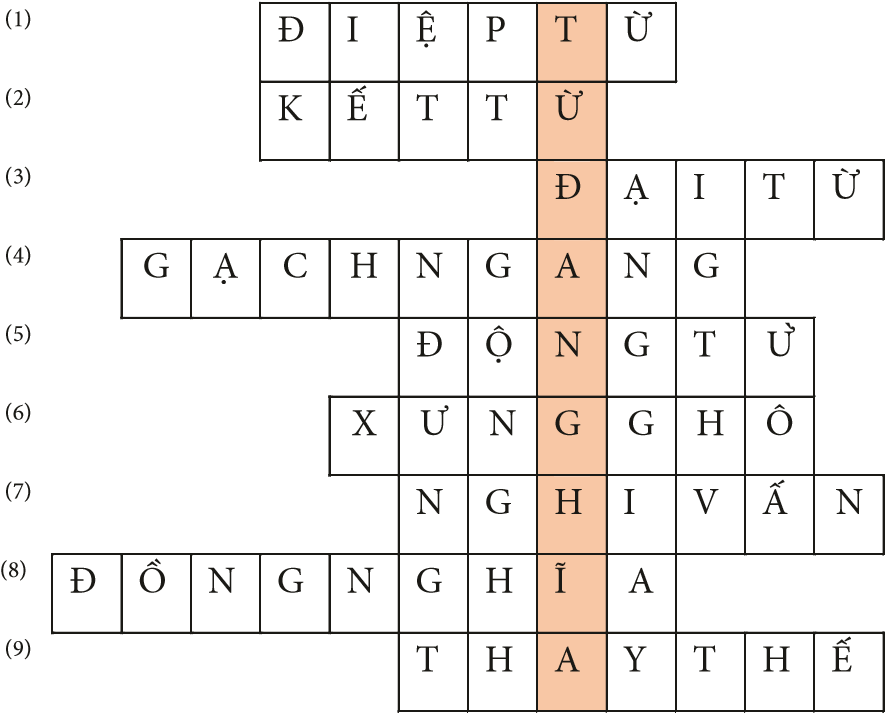 (1) Đ I Ệ P T Ừ
(2) K Ế T T Ừ
(3) Đ Ạ I T Ừ
(4) G Ạ C H N G A N G
(5) Đ Ộ N G T Ừ
(6) X Ư N G G H Ô
(7) N G H I V Ấ N
(8) Đ Ồ N G N G H Ĩ A
(9) T H A Y T H Ế